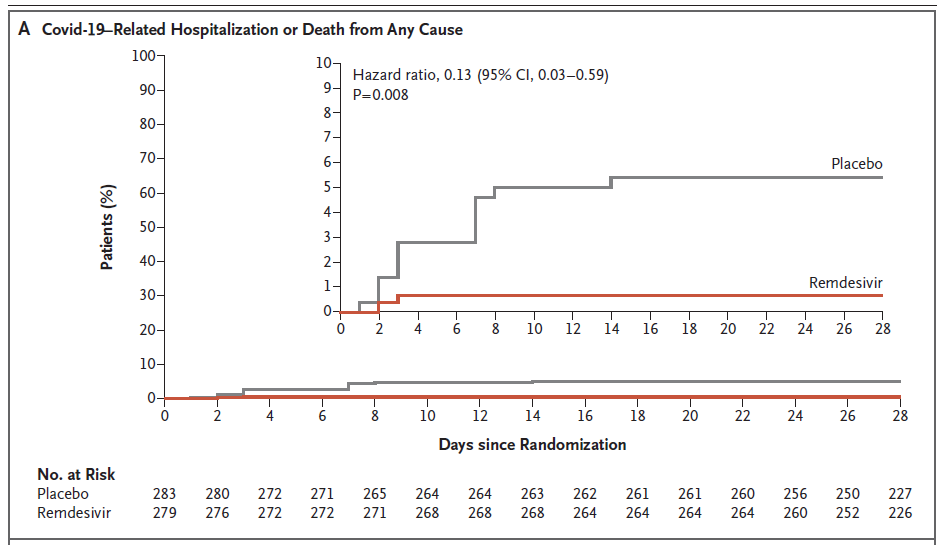 A Covid-19–Related Hospitalization or Death from Any Cause
Patients (%)
100
90
80
70
60
50
40
30
20
10
0
10
9
8
7
6
5
4
3
2
1
0
Hazard ratio, 0.13 (95% CI, 0.03–0.59)
P=0.008
Placebo
Remdesivir
0 2 4 6 8 10 12 14 16 18 20 22 24 26 28
0 2 4 6 8 10 12 14 16 18 20 22 24 26 28
Days since Randomization
No. at Risk
Placebo 283 280 272 271 265 264 264 263 262 261 261 260 256 250 227
Remdesivir 279 276 272 272 271 268 268 268 264 264 264 264 260 252 226